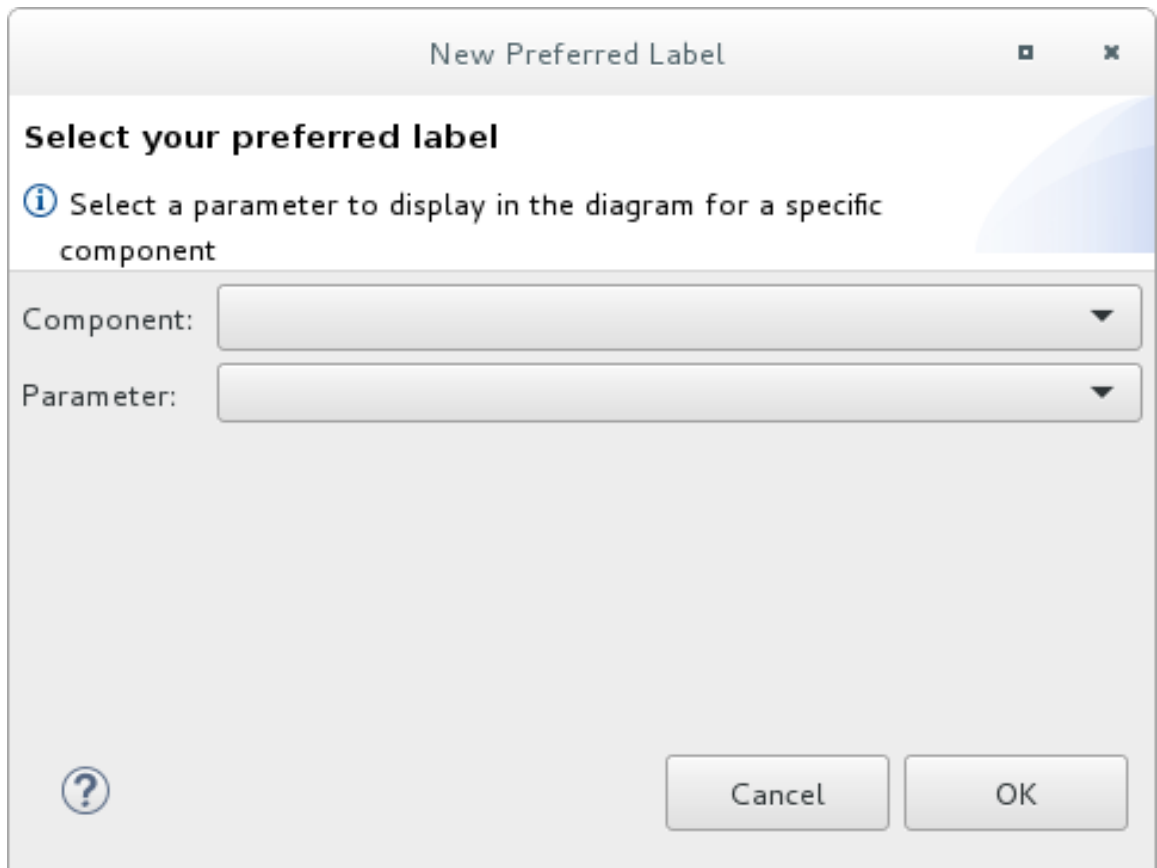 New Preferred Label
Select your preferred label
Select a parameter to display in the diagram for a specific
component
Component:
Parameter:
Cancel
OK